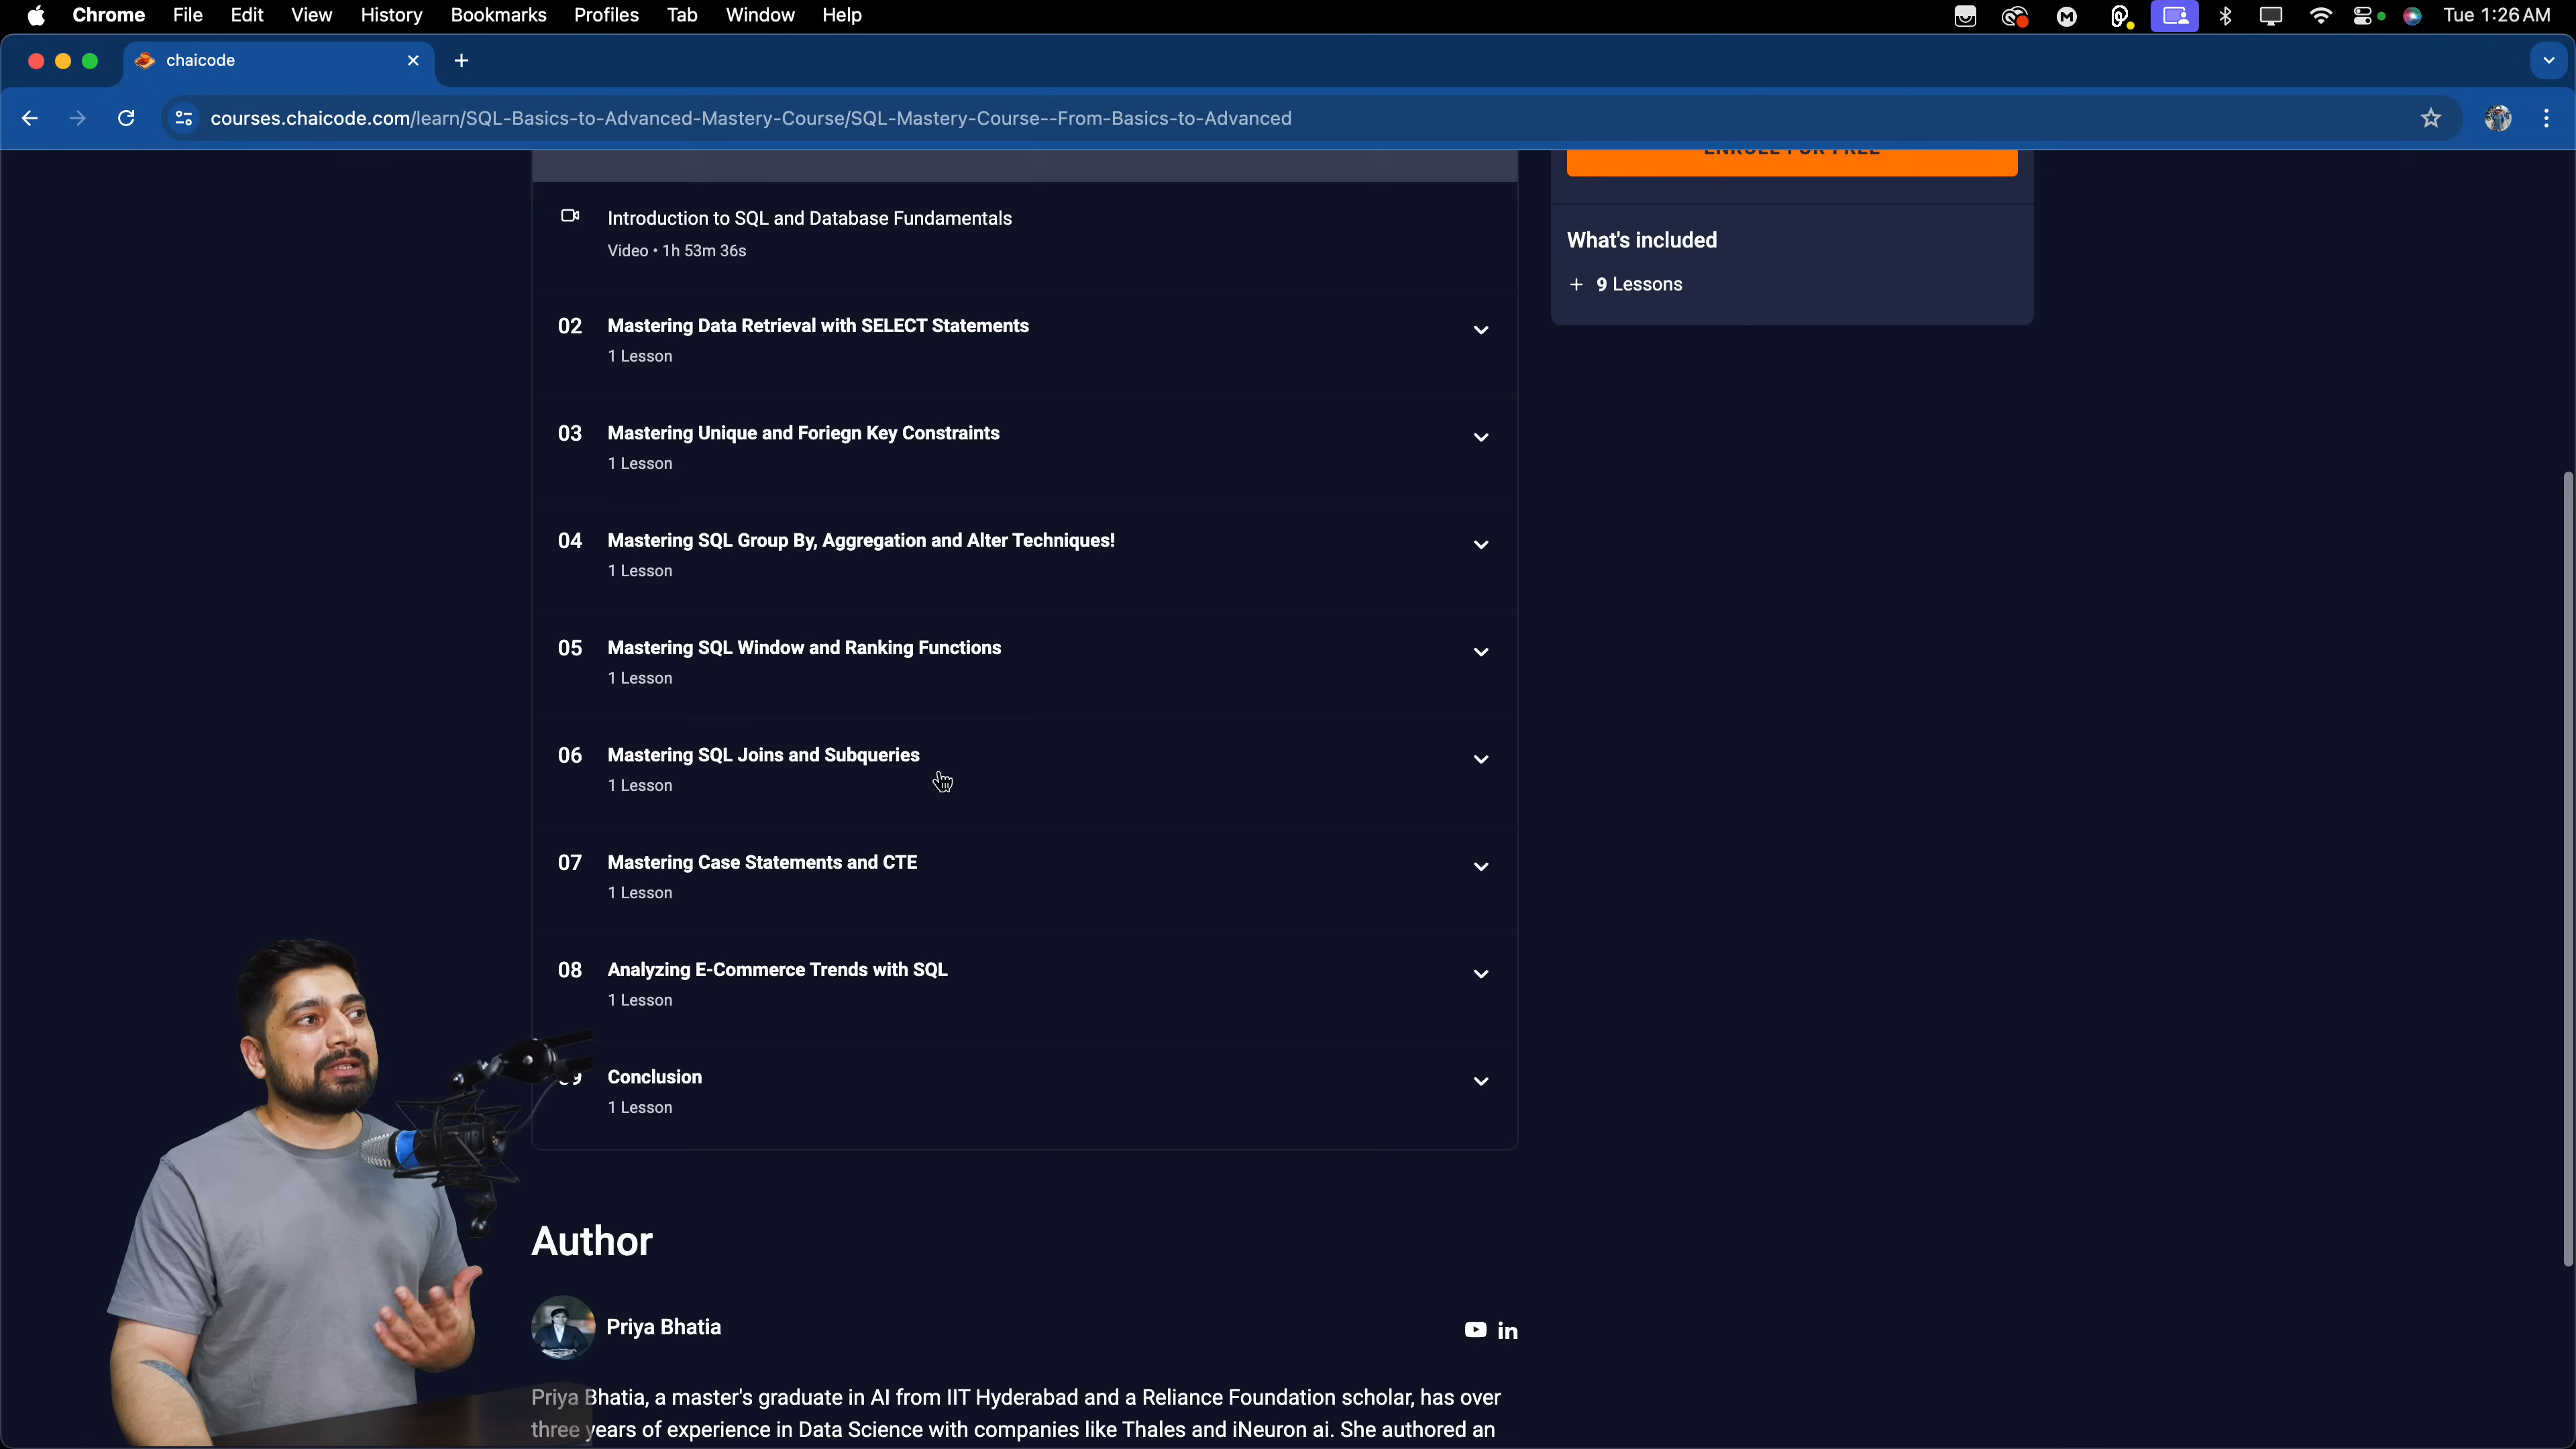 Chrome File Edit View History Bookmarks Profiles Tab Window Help Tue 1:26 AM
chaicode
courses.chaicode.com/learn/SQL-Basics-to-Advanced-Mastery-Course/SQL-Mastery-Course--From-Basics-to-Advanced
ENROLL FOR FREE
Introduction to SQL and Database Fundamentals
Video • 1h 53m 36s
What's included
+ 9 Lessons
02 Mastering Data Retrieval with SELECT Statements
1 Lesson
03 Mastering Unique and Foriegn Key Constraints
1 Lesson
04 Mastering SQL Group By, Aggregation and Alter Techniques!
1 Lesson
05 Mastering SQL Window and Ranking Functions
1 Lesson
06 Mastering SQL Joins and Subqueries
1 Lesson
07 Mastering Case Statements and CTE
1 Lesson
08 Analyzing E-Commerce Trends with SQL
1 Lesson
09 Conclusion
1 Lesson
Author
Priya Bhatia
Priya Bhatia, a master's graduate in AI from IIT Hyderabad and a Reliance Foundation scholar, has over
three years of experience in Data Science with companies like Thales and iNeuron ai. She authored an